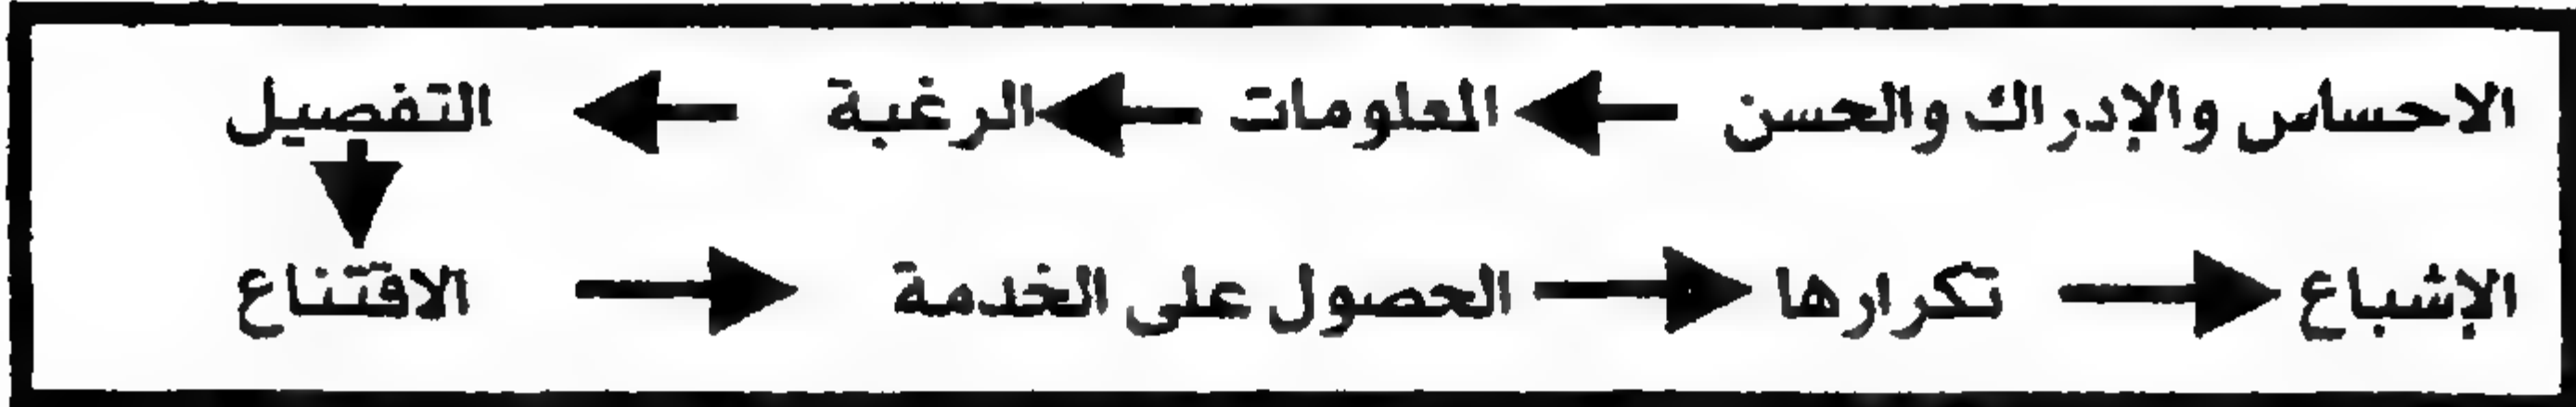 الاحساس والإدراك والحسن ← المعلومات ← الرغبة ← التفصيل
↓
الاقتناع → الحصول على الخدمة → تكرارها → الإشباع